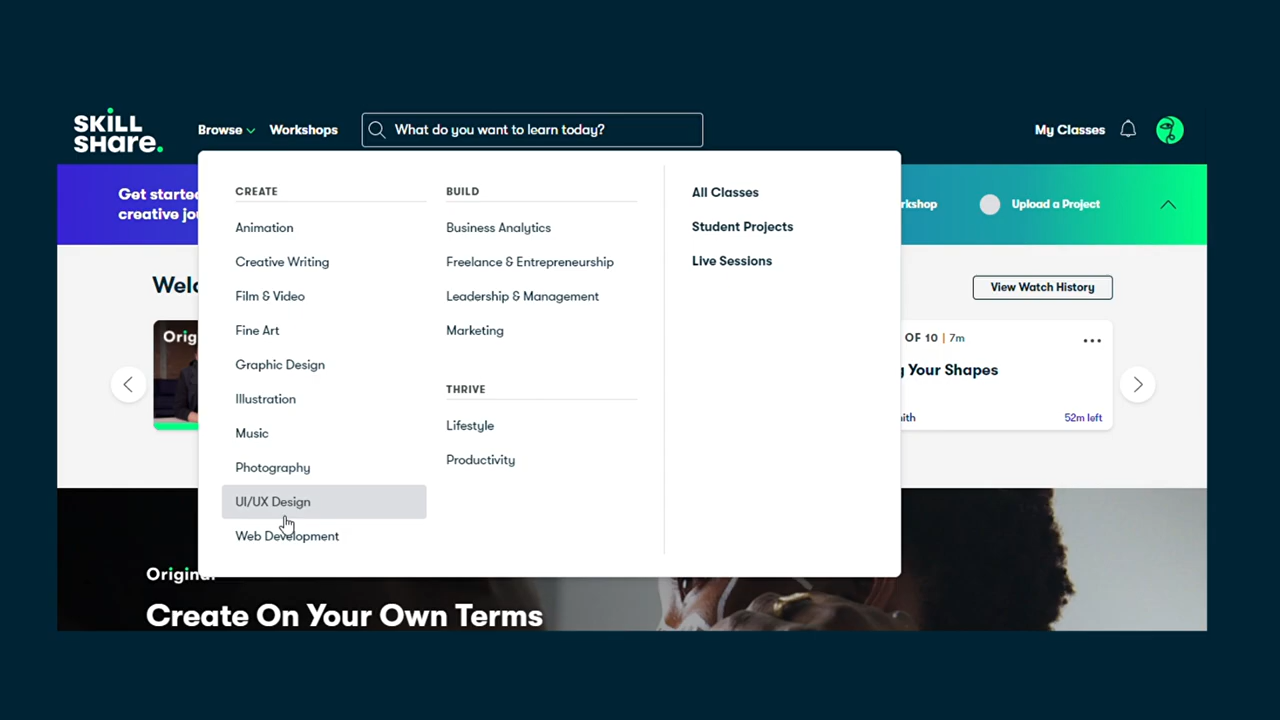 SKILL
SHARE.
Browse
Workshops
What do you want to learn today?
My Classes
Get starte
creative jou
rkshop
Upload a Project
CREATE
Animation
Creative Writing
Film & Video
Fine Art
Graphic Design
Illustration
Music
Photography
UI/UX Design
Web Development
BUILD
Business Analytics
Freelance & Entrepreneurship
Leadership & Management
Marketing
THRIVE
Lifestyle
Productivity
All Classes
Student Projects
Live Sessions
Welc
View Watch History
Orig
OF 10 | 7m
g Your Shapes
ith
52m left
Original
Create On Your Own Terms